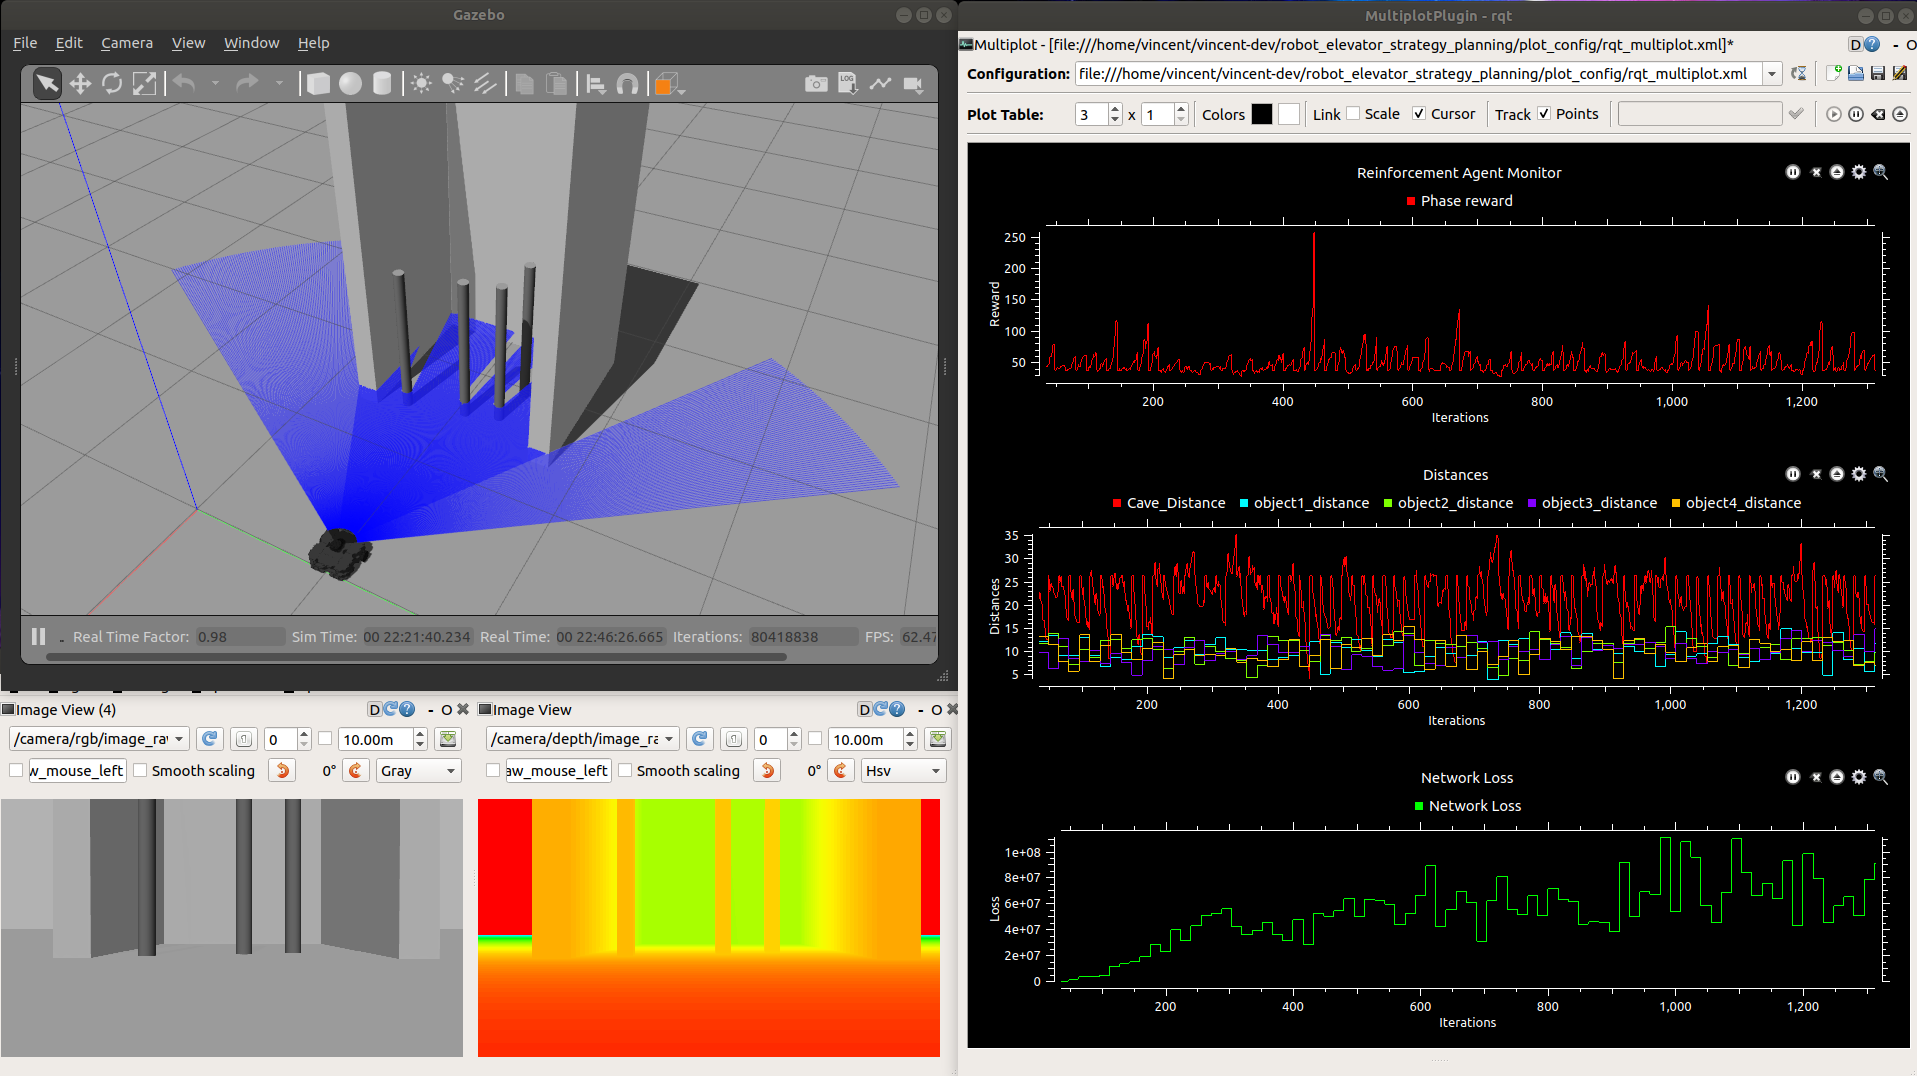 Gazebo
File Edit Camera View Window Help
LOG
Real Time Factor: 0.98 Sim Time: 00 22:21:40.234 Real Time: 00 22:46:26.665 Iterations: 80418838 FPS: 62.47
Image View (4) D - O
/camera/rgb/image_ra 0 10.00m
w_mouse_left Smooth scaling 0° Gray
Image View D - O
/camera/depth/image_ra 0 10.00m
aw_mouse_left Smooth scaling 0° Hsv
MultiplotPlugin - rqt
Multiplot - [file:///home/vincent/vincent-dev/robot_elevator_strategy_planning/plot_config/rqt_multiplot.xml]* D - O
Configuration: file:///home/vincent/vincent-dev/robot_elevator_strategy_planning/plot_config/rqt_multiplot.xml
Plot Table: 3 x 1 Colors Link Scale Cursor Track Points
Reinforcement Agent Monitor
Phase reward
250
200
150
100
50
Reward
200 400 600 800 1,000 1,200
Iterations
Distances
Cave_Distance object1_distance object2_distance object3_distance object4_distance
35
30
25
20
15
10
5
Distances
200 400 600 800 1,000 1,200
Iterations
Network Loss
Network Loss
1e+08
8e+07
6e+07
4e+07
2e+07
0
Loss
200 400 600 800 1,000 1,200
Iterations